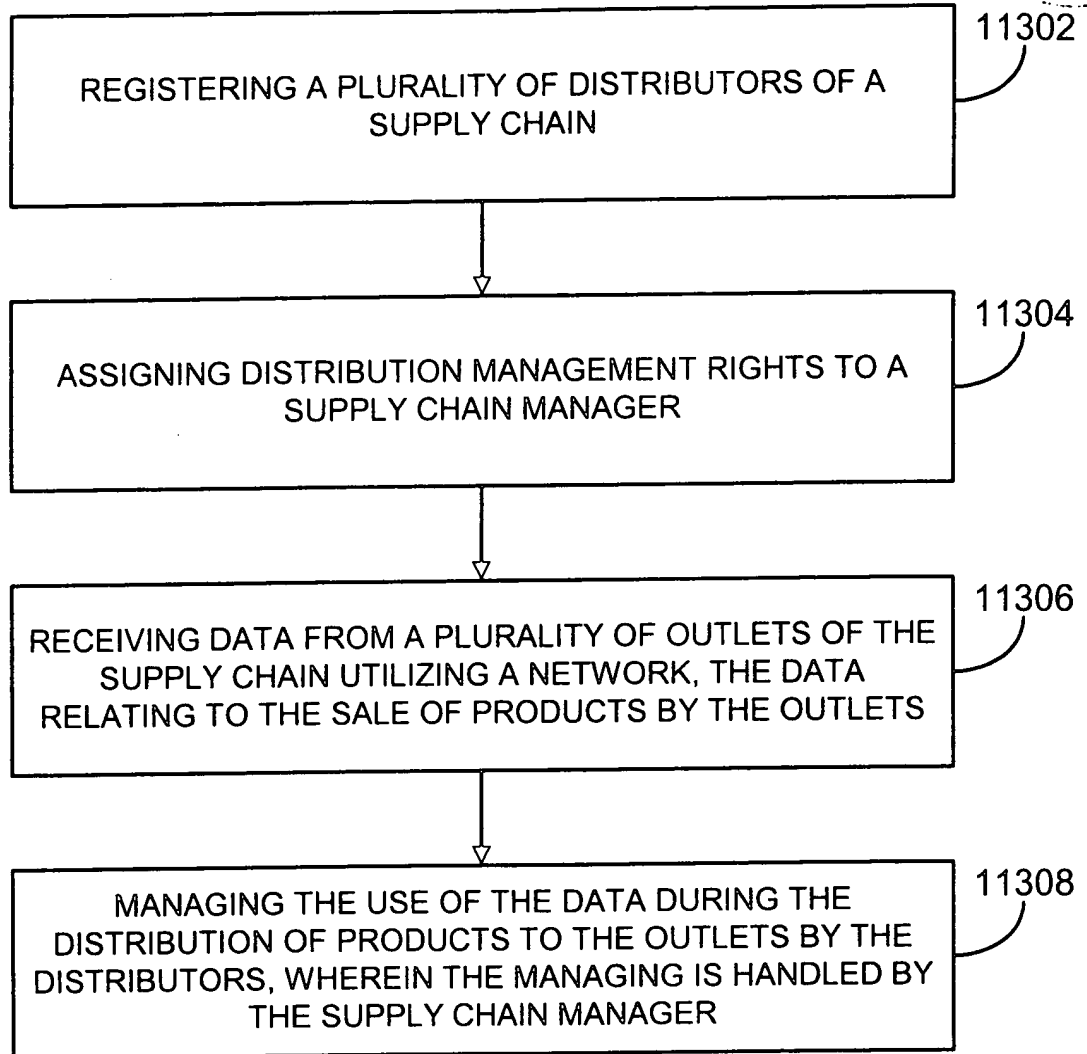 11302
REGISTERING A PLURALITY OF DISTRIBUTORS OF A
SUPPLY CHAIN
11304
ASSIGNING DISTRIBUTION MANAGEMENT RIGHTS TO A
SUPPLY CHAIN MANAGER
11306
RECEIVING DATA FROM A PLURALITY OF OUTLETS OF THE
SUPPLY CHAIN UTILIZING A NETWORK, THE DATA
RELATING TO THE SALE OF PRODUCTS BY THE OUTLETS
11308
MANAGING THE USE OF THE DATA DURING THE
DISTRIBUTION OF PRODUCTS TO THE OUTLETS BY THE
DISTRIBUTORS, WHEREIN THE MANAGING IS HANDLED BY
THE SUPPLY CHAIN MANAGER